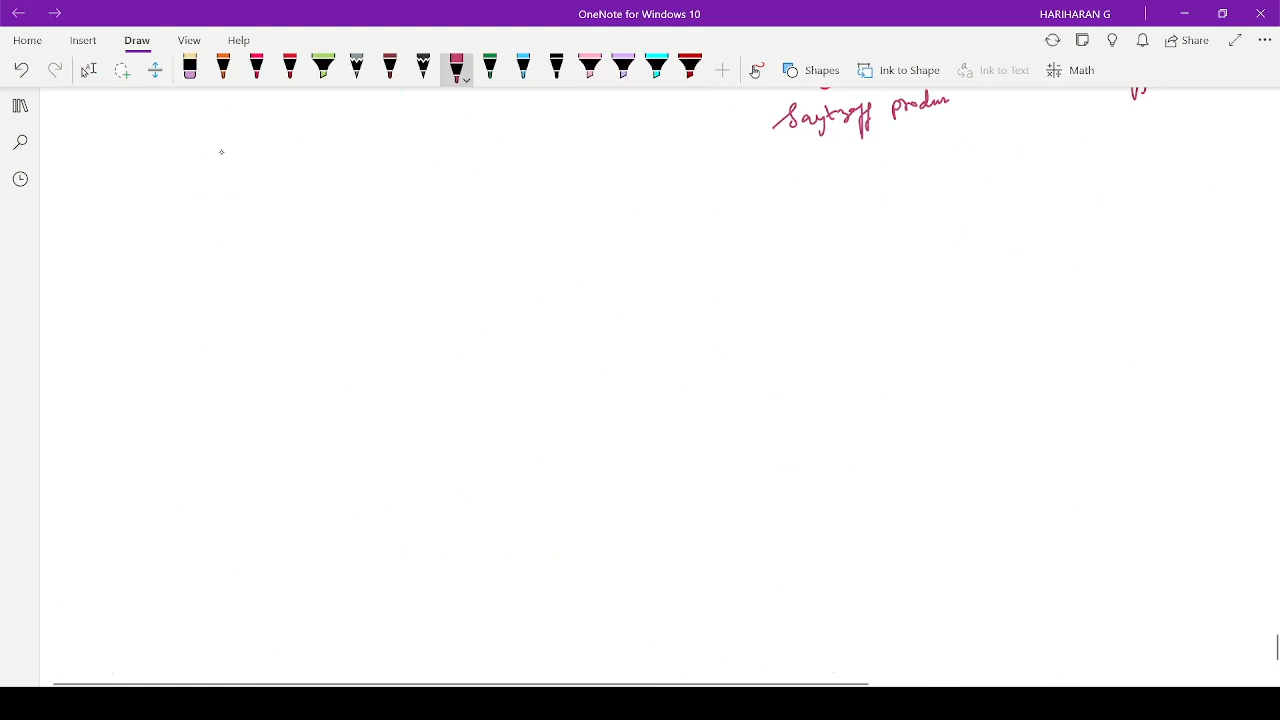 OneNote for Windows 10
HARIHARAN G
Home Insert Draw View Help
Share
Shapes
Ink to Shape
Ink to Text
Math
Saytzeff produ